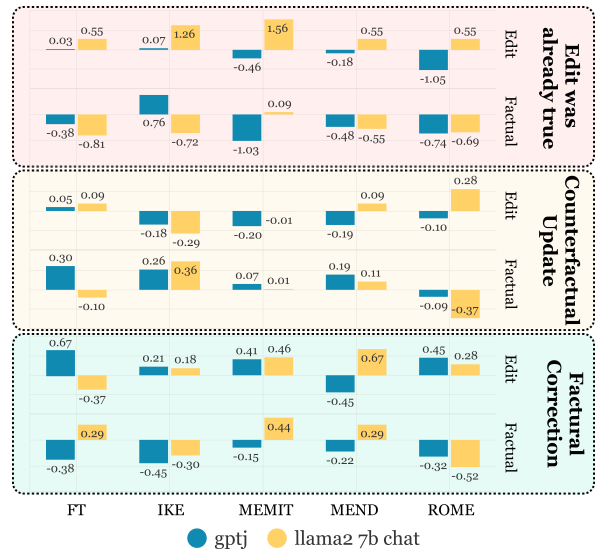 0.03 0.55 0.07 1.26 -0.46 1.56 -0.18 0.55 -1.05 0.55 Edit
-0.38 -0.81 0.76 -0.72 -1.03 0.09 -0.48 -0.55 -0.74 -0.69 Factual
Edit was
already true
0.05 0.09 -0.18 -0.29 -0.20 -0.01 -0.19 0.09 -0.10 0.28 Edit
0.30 -0.10 0.26 0.36 0.07 0.01 0.19 0.11 -0.09 -0.37 Factual
Counterfactual
Update
0.67 -0.37 0.21 0.18 0.41 0.46 -0.45 0.67 0.45 0.28 Edit
-0.38 0.29 -0.45 -0.30 -0.15 0.44 -0.22 0.29 -0.32 -0.52 Factual
Factural
Correction
FT IKE MEMIT MEND ROME
gptj llama2 7b chat